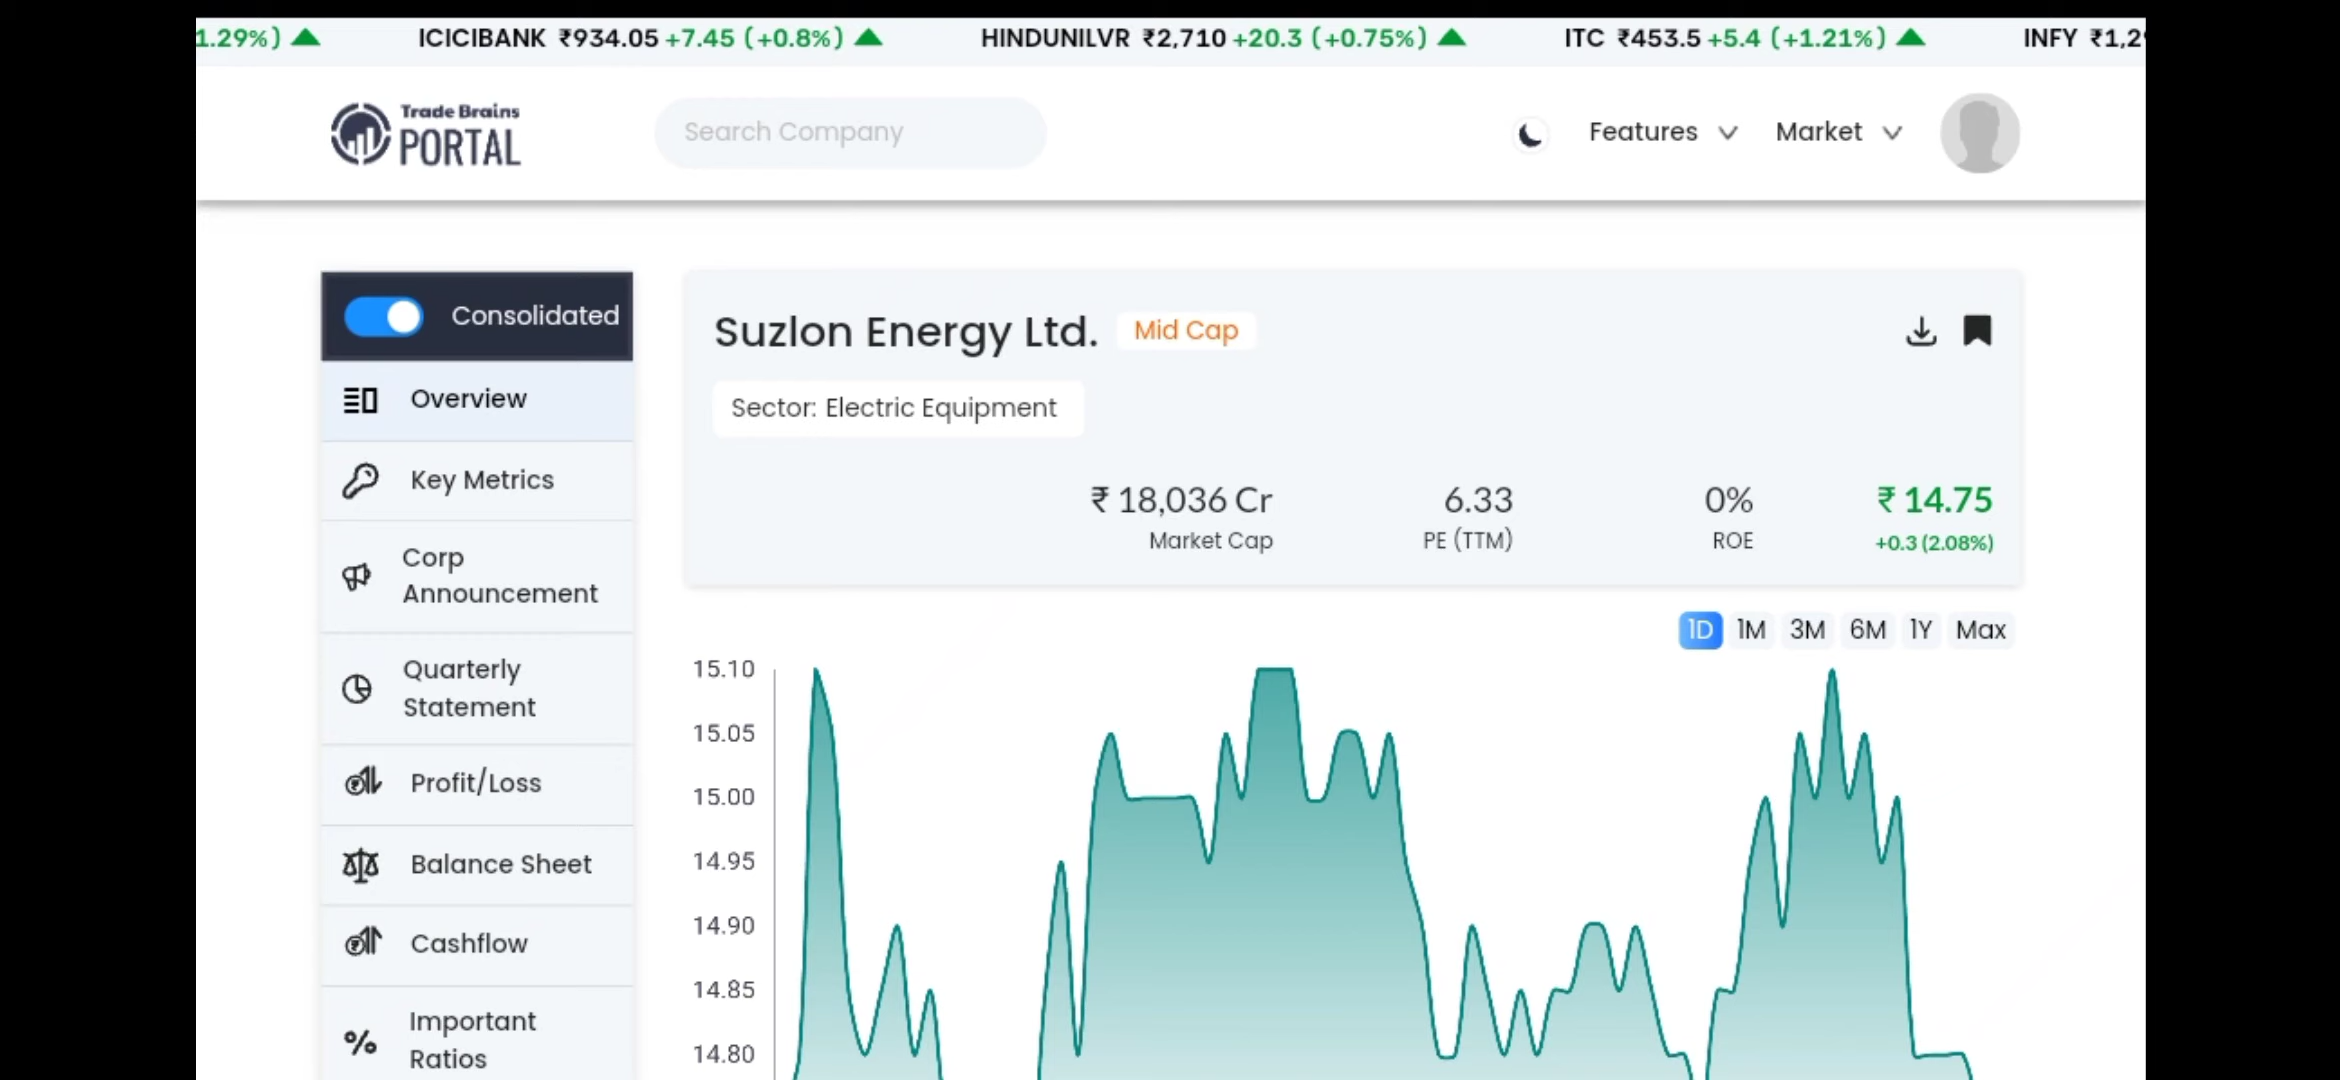 1.29%)
ICICIBANK ₹934.05 +7.45 (+0.8%)
HINDUNILVR ₹2,710 +20.3 (+0.75%)
ITC ₹453.5 +5.4 (+1.21%)
INFY ₹1,2
Trade Brains
PORTAL
Search Company
Features
Market
Consolidated
Overview
Key Metrics
Corp
Announcement
Quarterly
Statement
Profit/Loss
Balance Sheet
Cashflow
Important
Ratios
Suzlon Energy Ltd. Mid Cap
Sector: Electric Equipment
₹ 18,036 Cr
Market Cap
6.33
PE (TTM)
0%
ROE
₹ 14.75
+0.3 (2.08%)
1D 1M 3M 6M 1Y Max
15.10
15.05
15.00
14.95
14.90
14.85
14.80